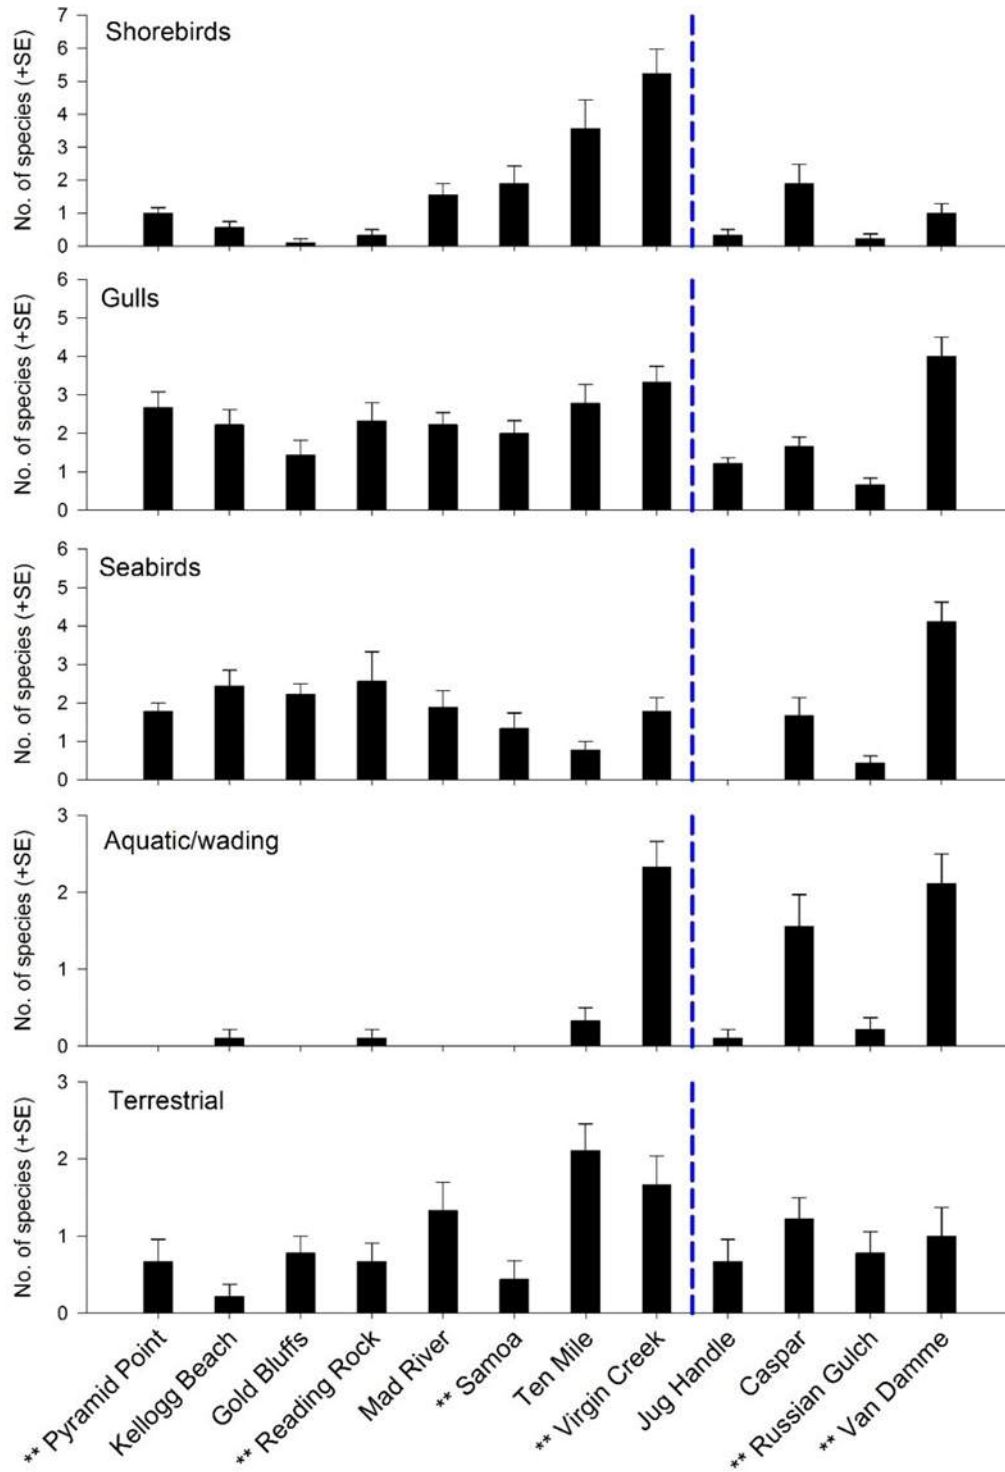 Shorebirds
No. of species (+SE)
7
6
5
4
3
2
1
0
Gulls
No. of species (+SE)
6
5
4
3
2
1
0
Seabirds
No. of species (+SE)
6
5
4
3
2
1
0
Aquatic/wading
No. of species (+SE)
3
2
1
0
Terrestrial
No. of species (+SE)
3
2
1
0
** Pyramid Point
Kellogg Beach
Gold Bluffs
** Reading Rock
Mad River
** Samoa
Ten Mile
** Virgin Creek
Jug Handle
Caspar
** Russian Gulch
** Van Damme